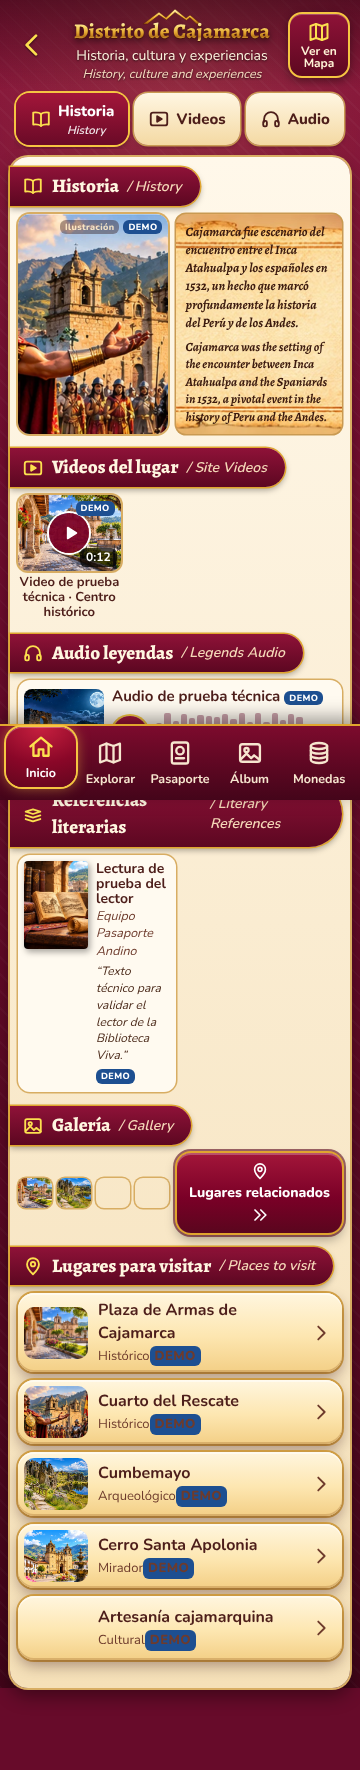 Distrito de Cajamarca
Historia, cultura y experiencias
History, culture and experiences
Ver en
Mapa
Historia
History
Videos
Audio
Historia / History
Ilustración DEMO
Cajamarca fue escenario del
encuentro entre el Inca
Atahualpa y los españoles en
1532, un hecho que marcó
profundamente la historia
del Perú y de los Andes.
Cajamarca was the setting of
the encounter between Inca
Atahualpa and the Spaniards
in 1532, a pivotal event in the
history of Peru and the Andes.
Videos del lugar / Site Videos
DEMO
0:12
Video de prueba
técnica · Centro
histórico
Audio leyendas / Legends Audio
Audio de prueba técnica DEMO
Inicio
Explorar
Pasaporte
Álbum
Monedas
Referencias
literarias
/ Literary
References
Lectura de
prueba del
lector
Equipo
Pasaporte
Andino
“Texto
técnico para
validar el
lector de la
Biblioteca
Viva.”
DEMO
Galería / Gallery
Lugares relacionados
Lugares para visitar / Places to visit
Plaza de Armas de
Cajamarca
Histórico DEMO
Cuarto del Rescate
Histórico DEMO
Cumbemayo
Arqueológico DEMO
Cerro Santa Apolonia
Mirador DEMO
Artesanía cajamarquina
Cultural DEMO